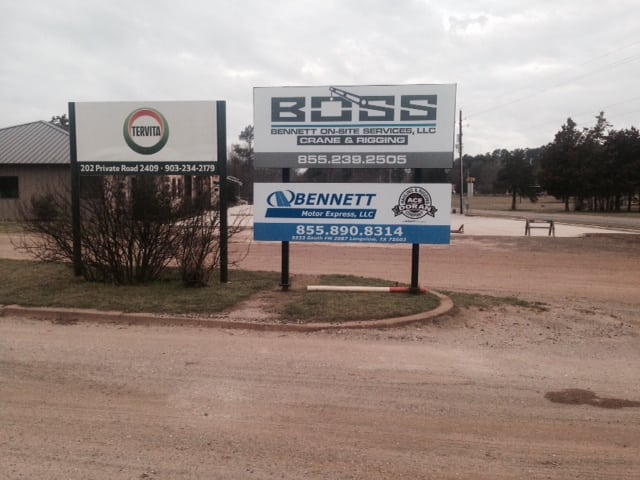 TERVITA
202 Private Road 2409 • 903-234-2179
BOSS
BENNETT ON-SITE SERVICES, LLC
CRANE & RIGGING
855.239.2505
BENNETT
Motor Express, LLC
ACE
DORAN
855.890.8314